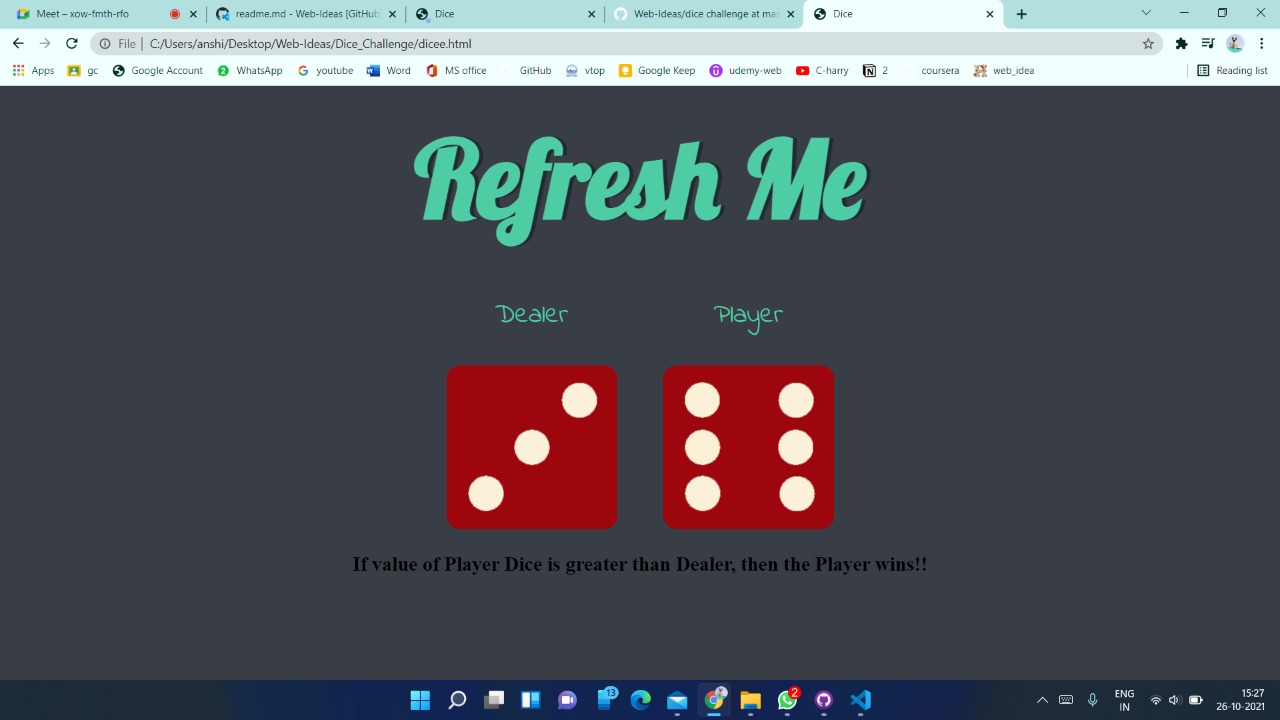 Meet – xow-fmth-rfo
readme.md - Web-Ideas [GitHub
Dice
Web-Ideas/dice challenge at mas
Dice
File
C:/Users/anshi/Desktop/Web-Ideas/Dice_Challenge/dicee.html
Apps
gc
Google Account
2
WhatsApp
youtube
Word
MS office
GitHub
vtop
Google Keep
udemy-web
C-harry
2
coursera
web_idea
Reading list
Refresh Me
Dealer
Player
If value of Player Dice is greater than Dealer, then the Player wins!!
13
2
ENG
IN
15:27
26-10-2021